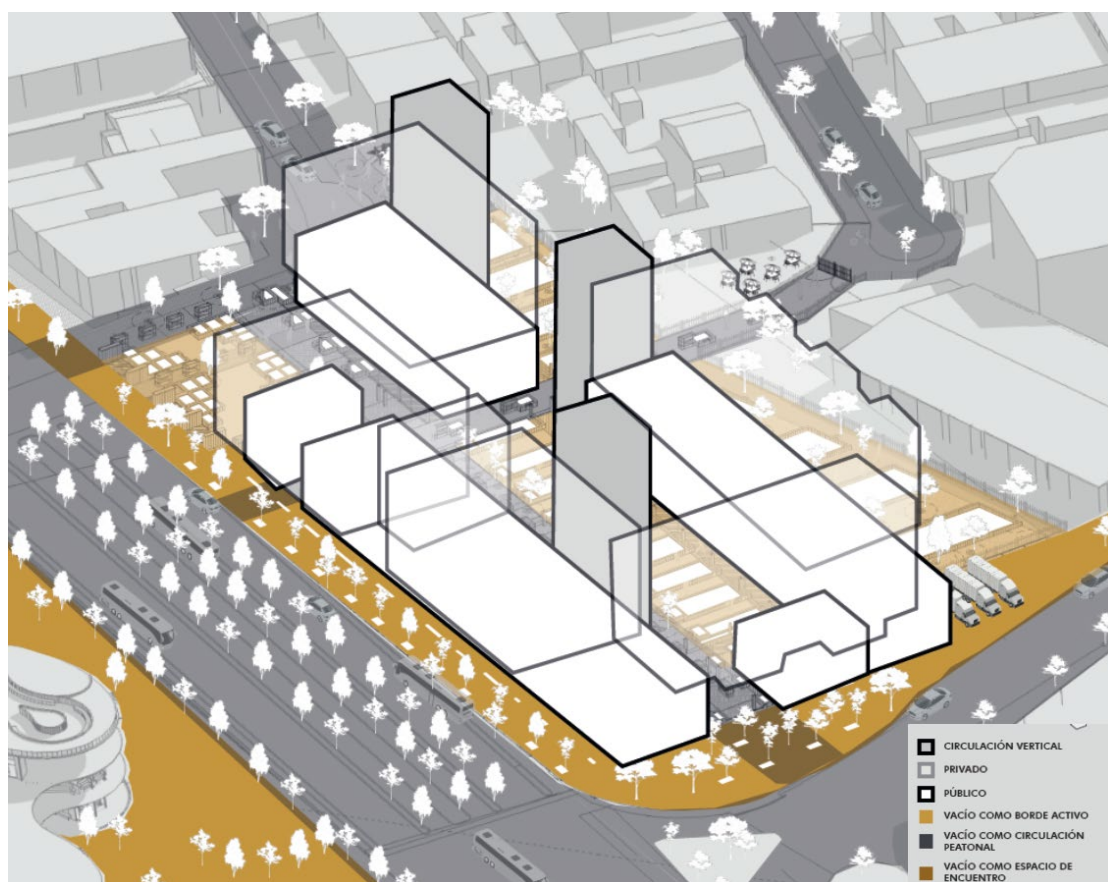 CIRCULACIÓN VERTICAL
PRIVADO
PÚBLICO
VACÍO COMO BORDE ACTIVO
VACÍO COMO CIRCULACIÓN
PEATONAL
VACÍO COMO ESPACIO DE
ENCUENTRO